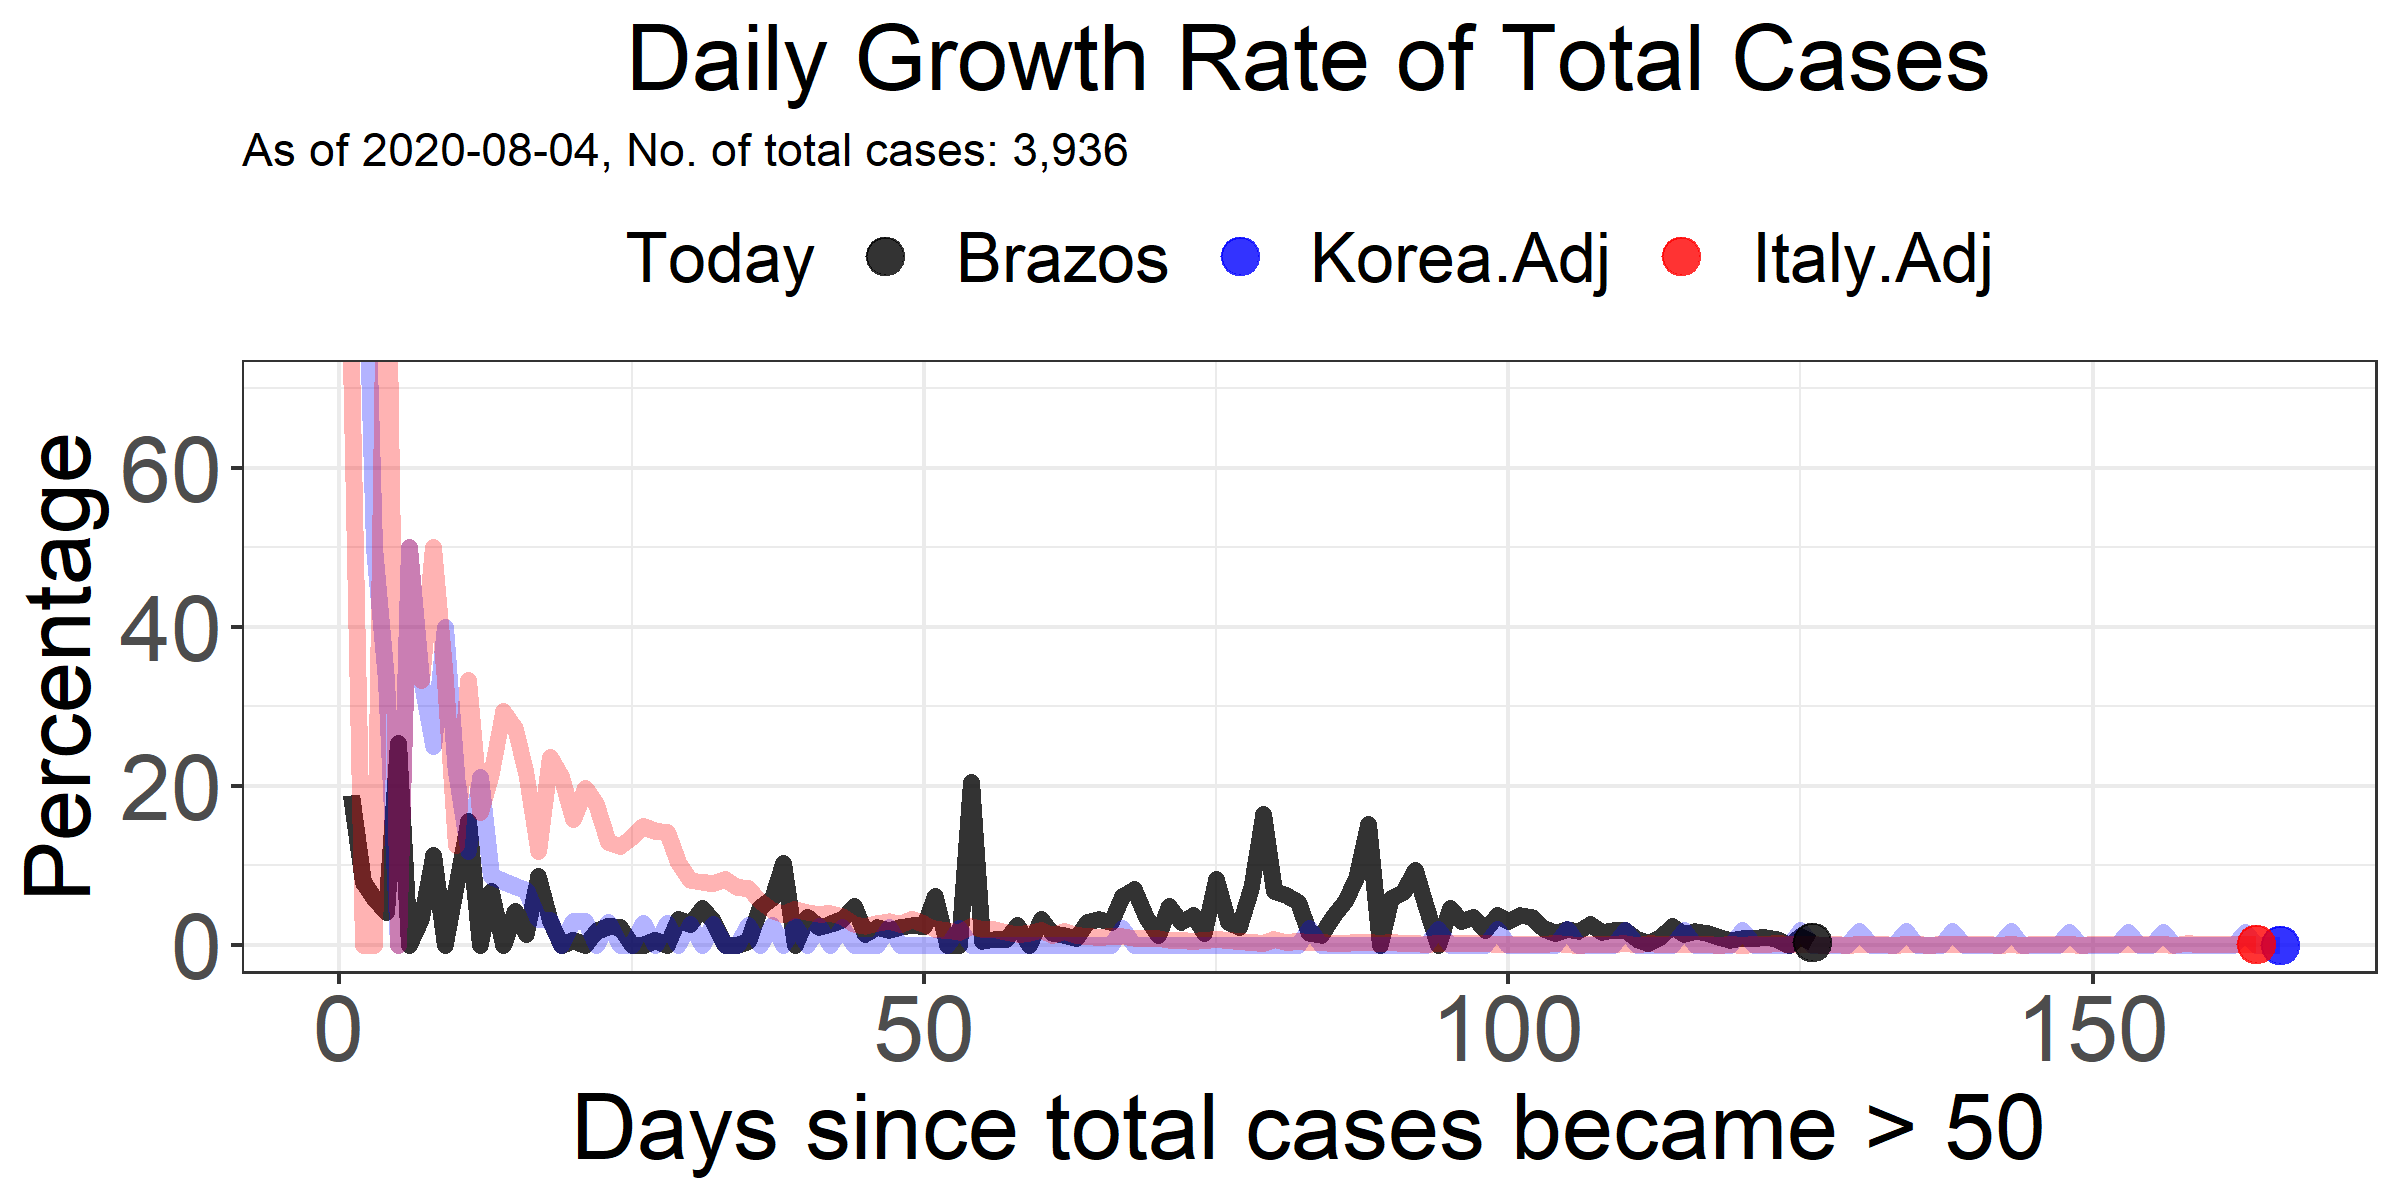 Daily Growth Rate of Total Cases
As of 2020-08-04, No. of total cases: 3,936
Today Brazos Korea.Adj Italy.Adj
Percentage
60
40
20
0
0 50 100 150
Days since total cases became > 50